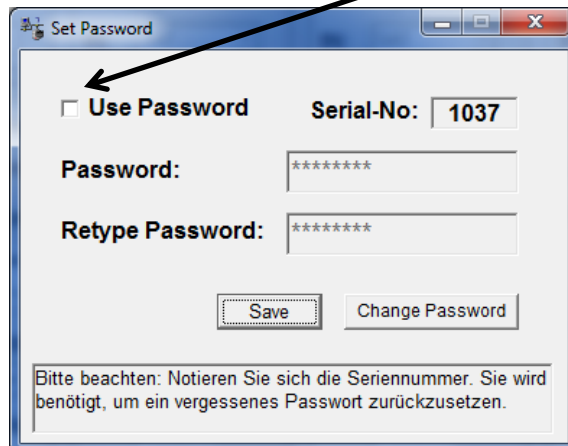 Set Password
Use Password Serial-No: 1037
Password: ********
Retype Password: ********
Save Change Password
Bitte beachten: Notieren Sie sich die Seriennummer. Sie wird
benötigt, um ein vergessenes Passwort zurückzusetzen.